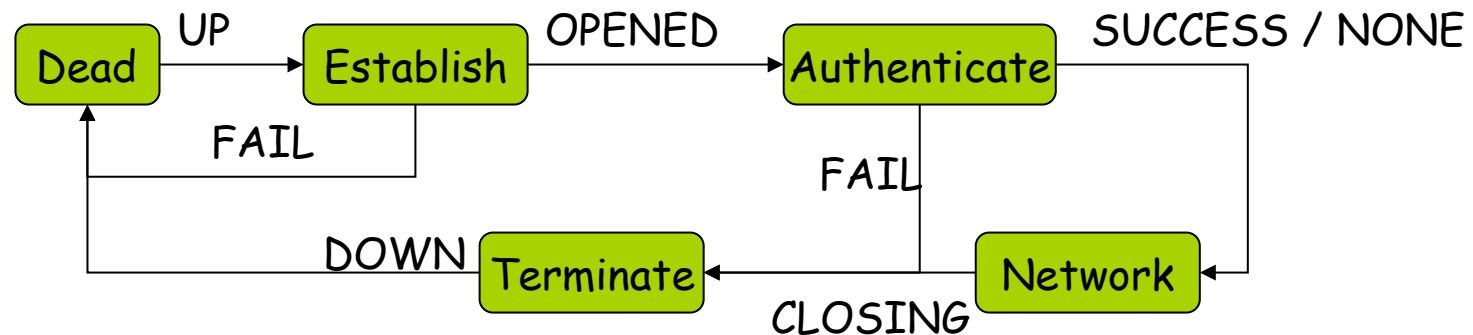 UP
OPENED
SUCCESS / NONE
Dead
Establish
Authenticate
FAIL
FAIL
DOWN
Terminate
Network
CLOSING